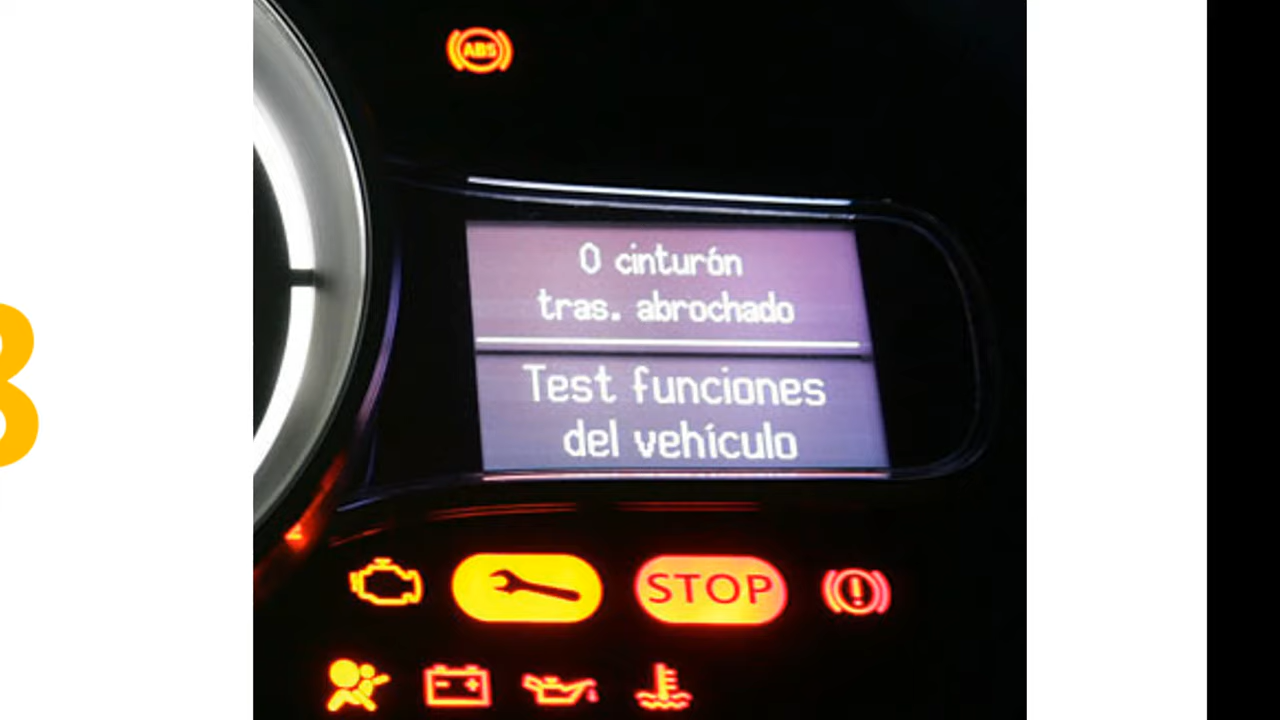 ABS
0 cinturón
tras. abrochado
Test funciones
del vehículo
STOP